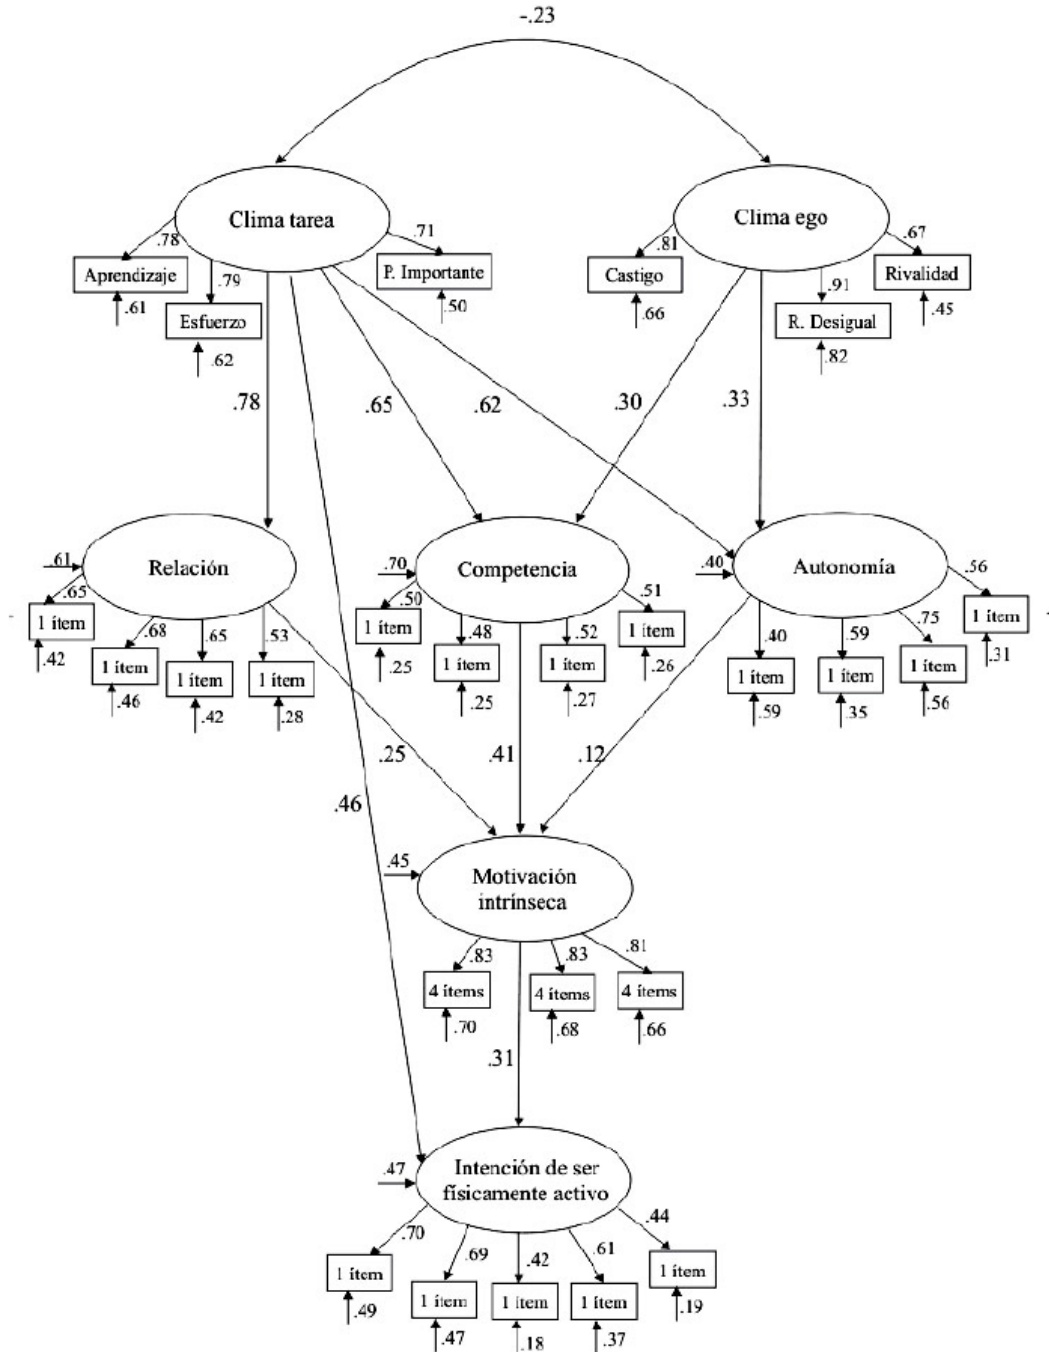 -.23
Clima tarea
Clima ego
.78
.79
.71
.81
.91
.67
Aprendizaje
Esfuerzo
P. Importante
Castigo
R. Desigual
Rivalidad
.61
.62
.50
.66
.82
.45
.78
.65
.62
.30
.33
.61
Relación
.70
Competencia
.40
Autonomía
.65
.68
.65
.53
.50
.48
.52
.51
.40
.59
.75
.56
1 ítem
1 ítem
1 ítem
1 ítem
1 ítem
1 ítem
1 ítem
1 ítem
1 ítem
1 ítem
1 ítem
1 ítem
.42
.46
.42
.28
.25
.25
.27
.26
.59
.35
.56
.31
.25
.41
.12
.46
.45
Motivación
intrínseca
.83
.83
.81
4 ítems
4 ítems
4 ítems
.70
.68
.66
.31
.47
Intención de ser
físicamente activo
.70
.69
.42
.61
.44
1 ítem
1 ítem
1 ítem
1 ítem
1 ítem
.49
.47
.18
.37
.19